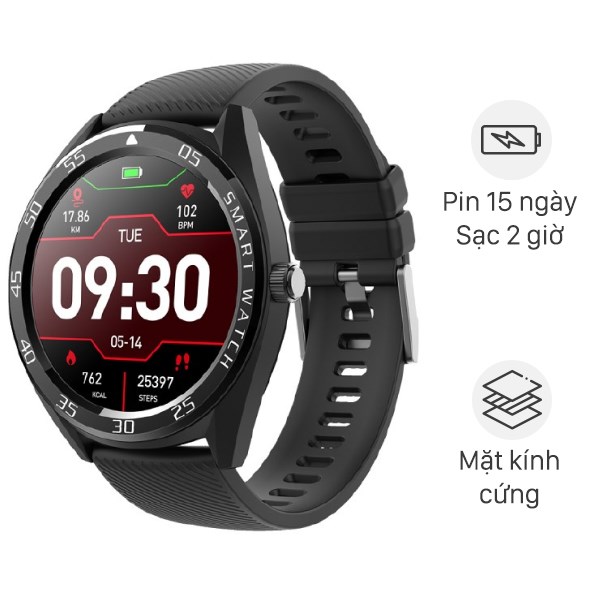 05
50
45
40
35
30
25
SMART WATCH
17.86
KM
102
BPM
TUE
09:30
05-14
762
KCAL
25397
STEPS
Pin 15 ngày
Sạc 2 giờ
Mặt kính
cứng